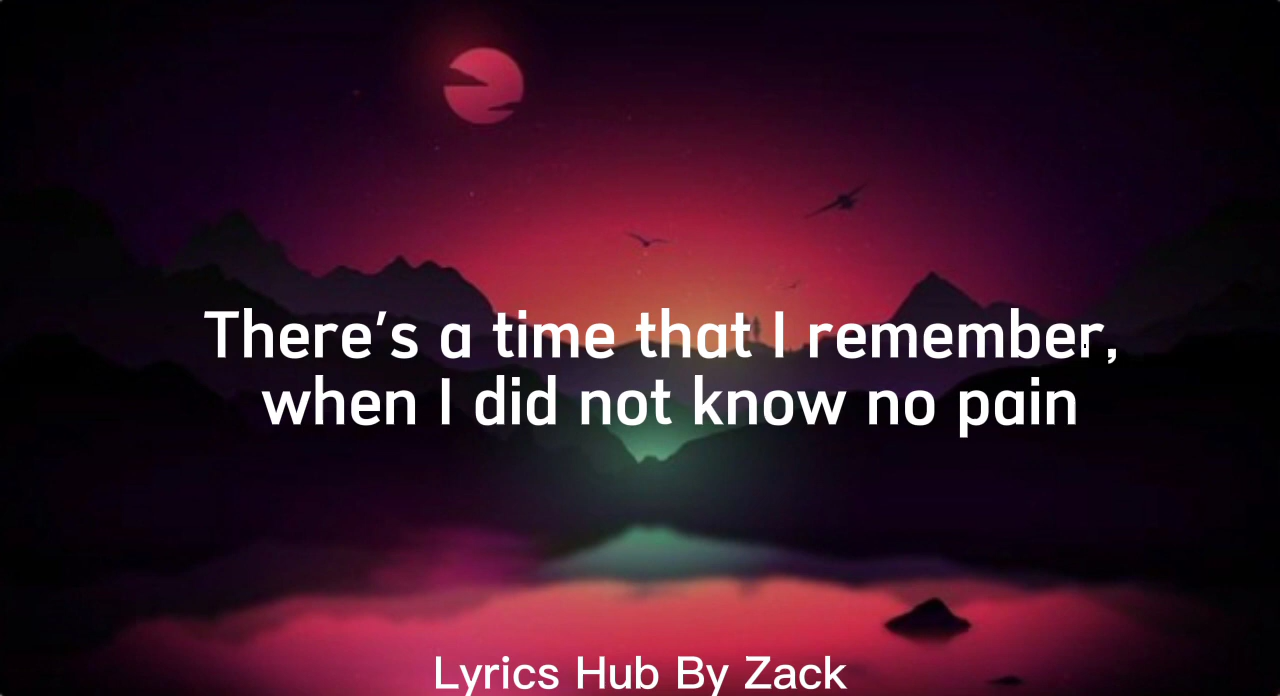 There's a time that I remember,
when I did not know no pain
Lyrics Hub By Zack